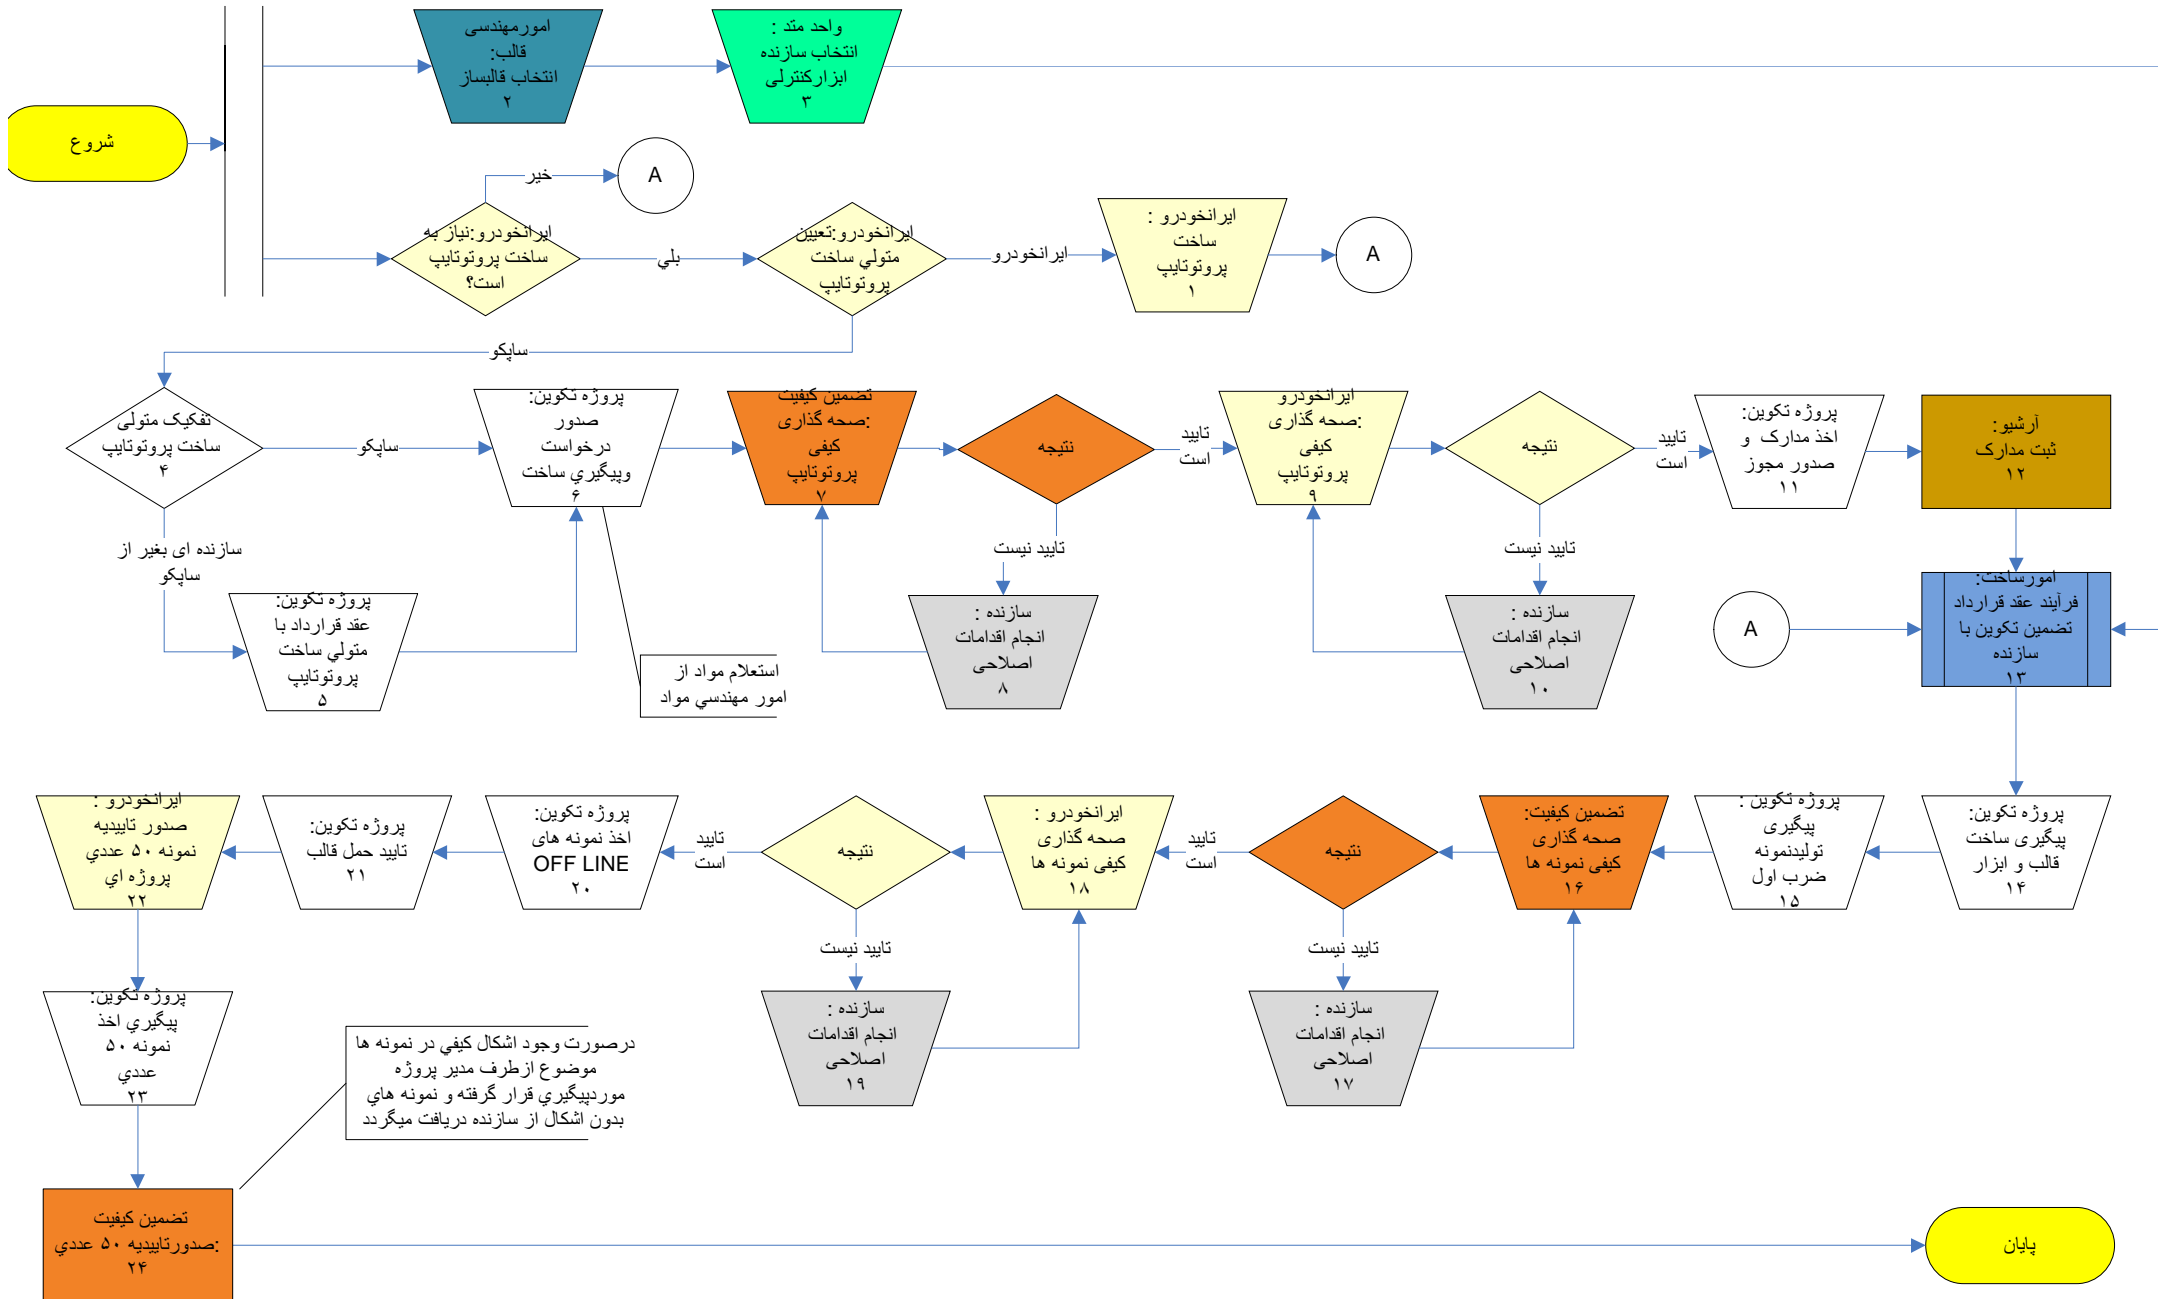 امورمهندسی
قالب:
انتخاب قالبساز
۲
واحد متد :
انتخاب سازنده
ابزارکنترلی
۳
شروع
خیر
A
ایرانخودرو:نیاز به
ساخت پروتوتایپ
است؟
بلي
ایرانخودرو:تعیین
متولي ساخت
پروتوتایپ
ایرانخودرو
ایرانخودرو :
ساخت
پروتوتایپ
۱
A
ساپکو
تفکیک متولی
ساخت پروتوتایپ
۴
ساپکو
سازنده ای بغیر از
ساپکو
پروژه تکوین:
عقد قرارداد با
متولي ساخت
پروتوتایپ
۵
پروژه تکوین:
صدور
درخواست
وپیگیري ساخت
۶
استعلام مواد از
امور مهندسي مواد
تضمین کیفیت
:صحه گذاری
کیفی
پروتوتایپ
۷
نتیجه
تایید
است
تایید نیست
سازنده :
انجام اقدامات
اصلاحی
۸
ایرانخودرو
:صحه گذاری
کیفی
پروتوتایپ
۹
نتیجه
تایید
است
تایید نیست
سازنده :
انجام اقدامات
اصلاحی
۱۰
پروژه تکوین:
اخذ مدارک و
صدور مجوز
۱۱
آرشیو:
ثبت مدارک
۱۲
A
امورساخت:
فرآیند عقد قرارداد
تضمین تکوین با
سازنده
۱۳
پروژه تکوین:
پیگیری ساخت
قالب و ابزار
۱۴
پروژه تکوین :
پیگیری
تولیدنمونه
ضرب اول
۱۵
تضمین کیفیت:
صحه گذاری
کیفی نمونه ها
۱۶
نتیجه
تایید
است
تایید نیست
سازنده :
انجام اقدامات
اصلاحی
۱۷
ایرانخودرو :
صحه گذاری
کیفی نمونه ها
۱۸
نتیجه
تایید
است
تایید نیست
سازنده :
انجام اقدامات
اصلاحی
۱۹
پروژه تکوین:
اخذ نمونه های
OFF LINE
۲۰
پروژه تکوین:
تایید حمل قالب
۲۱
ایرانخودرو :
صدور تاییدیه
نمونه ۵۰ عددي
پروژه اي
۲۲
پروژه تکوین:
پیگیري اخذ
نمونه ۵۰
عددي
۲۳
درصورت وجود اشکال کیفي در نمونه ها
موضوع ازطرف مدیر پروژه
موردپیگیري قرار گرفته و نمونه هاي
بدون اشکال از سازنده دریافت میگردد
تضمین کیفیت
:صدورتاییدیه ۵۰ عددي
۲۴
پایان